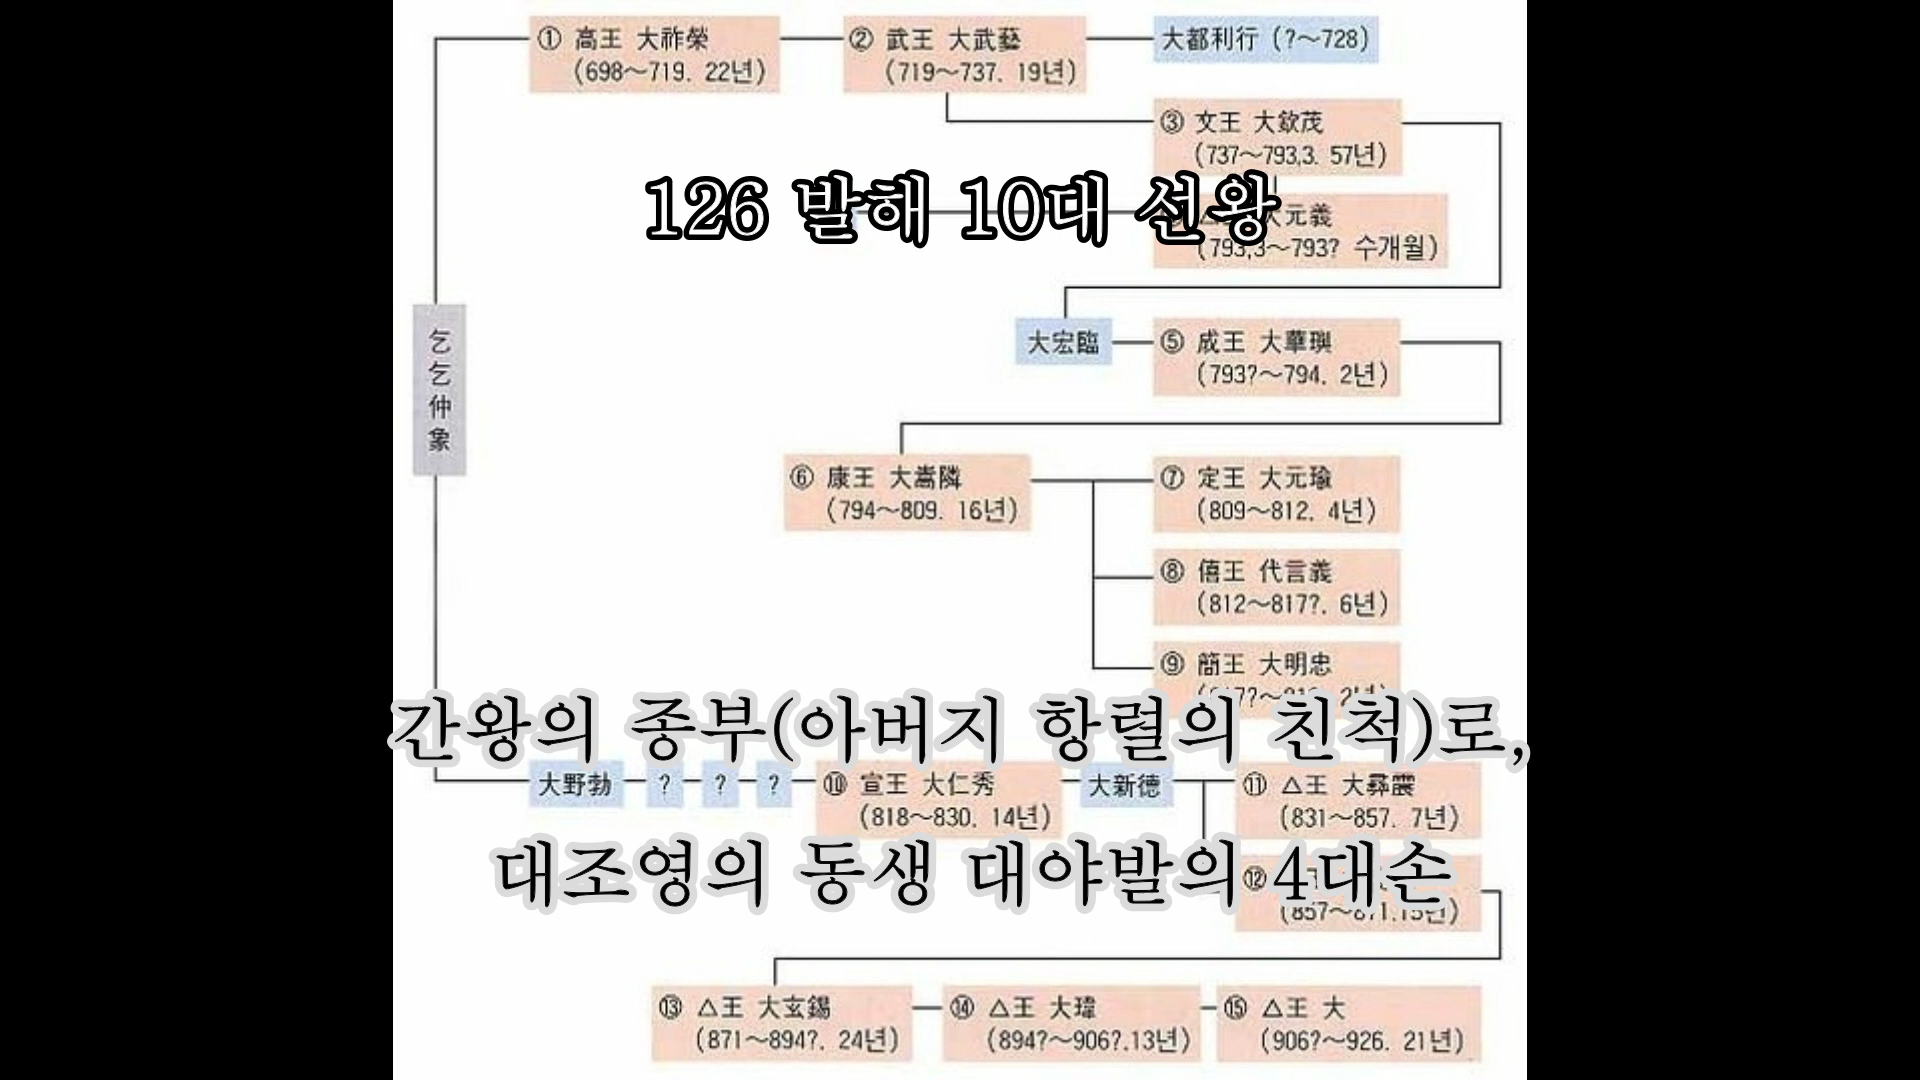 ① 高王 大祚榮
(698～719. 22년)
② 武王 大武藝
(719～737. 19년)
大都利行 (?～728)
③ 文王 大欽茂
(737～793,3. 57년)
126 발해 10대 선왕
大元義
(793,3～793? 수개월)
乞乞仲象
大宏臨
⑤ 成王 大華璵
(793?～794. 2년)
⑥ 康王 大嵩隣
(794～809. 16년)
⑦ 定王 大元瑜
(809～812. 4년)
⑧ 僖王 代言義
(812～817?. 6년)
⑨ 簡王 大明忠
간왕의 종부(아버지 항렬의 친척)로,
大野勃 ? ? ?
⑩ 宣王 大仁秀
(818～830. 14년)
大新德
⑪ △王 大彛震
(831～857. 7년)
대조영의 동생 대야발의 4대손
⑫
⑬ △王 大玄錫
(871～894?. 24년)
⑭ △王 大瑋
(894?～906?.13년)
⑮ △王 大
(906?～926. 21년)